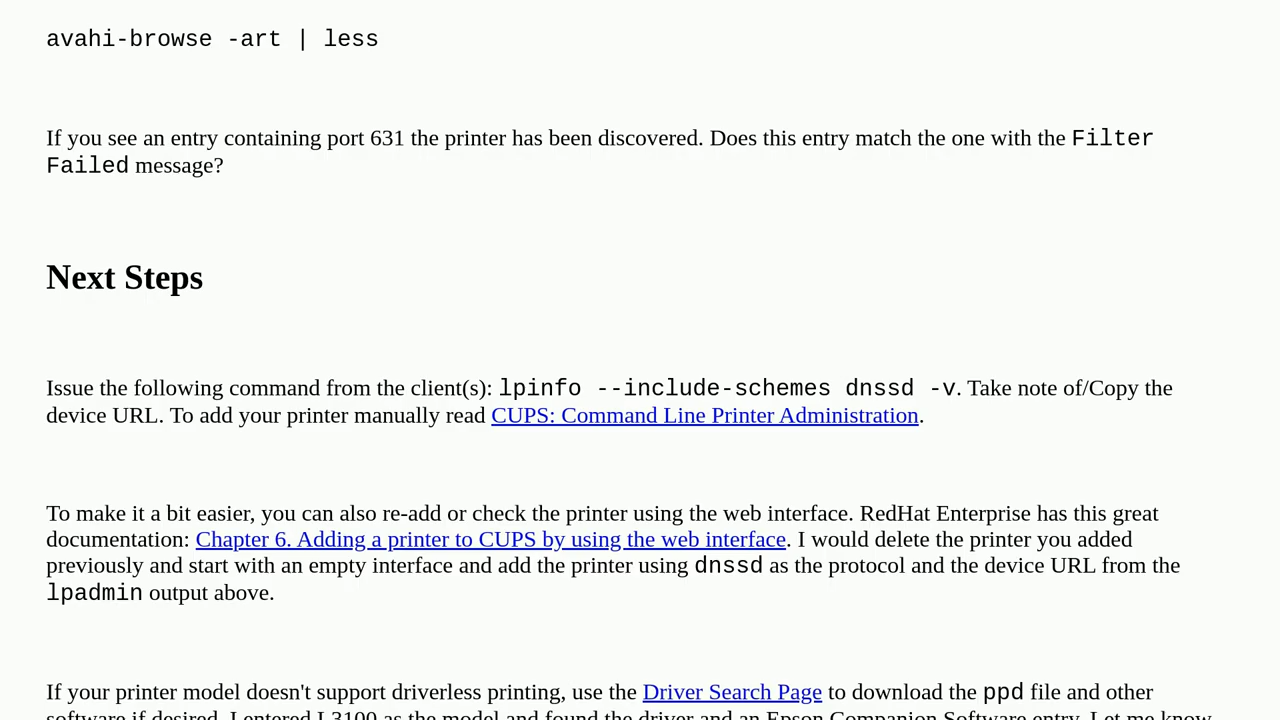 avahi-browse -art | less
If you see an entry containing port 631 the printer has been discovered. Does this entry match the one with the Filter
Failed message?
Next Steps
Issue the following command from the client(s): lpinfo --include-schemes dnssd -v. Take note of/Copy the
device URL. To add your printer manually read CUPS: Command Line Printer Administration.
To make it a bit easier, you can also re-add or check the printer using the web interface. RedHat Enterprise has this great
documentation: Chapter 6. Adding a printer to CUPS by using the web interface. I would delete the printer you added
previously and start with an empty interface and add the printer using dnssd as the protocol and the device URL from the
lpadmin output above.
If your printer model doesn't support driverless printing, use the Driver Search Page to download the ppd file and other
software if desired. I entered L3100 as the model and found the driver and an Epson Companion Software entry. Let me know